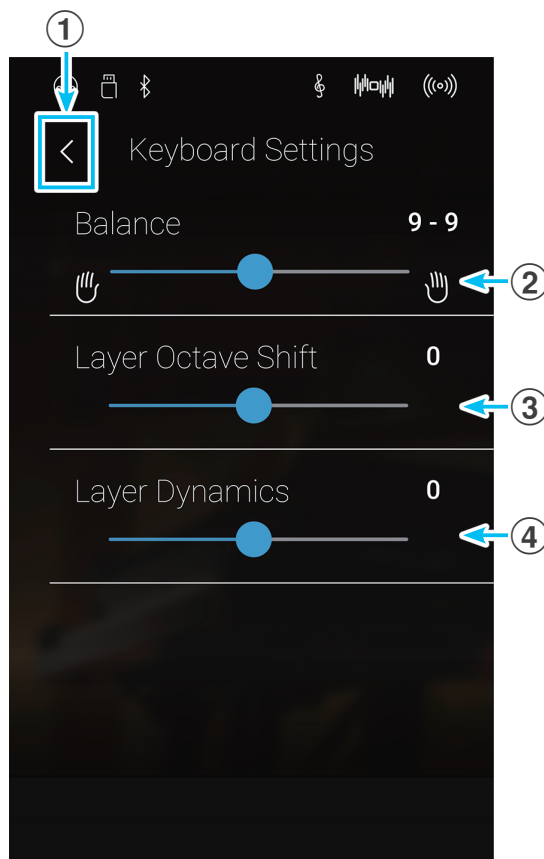 1
Keyboard Settings
Balance 9 - 9
2
Layer Octave Shift 0
3
Layer Dynamics 0
4